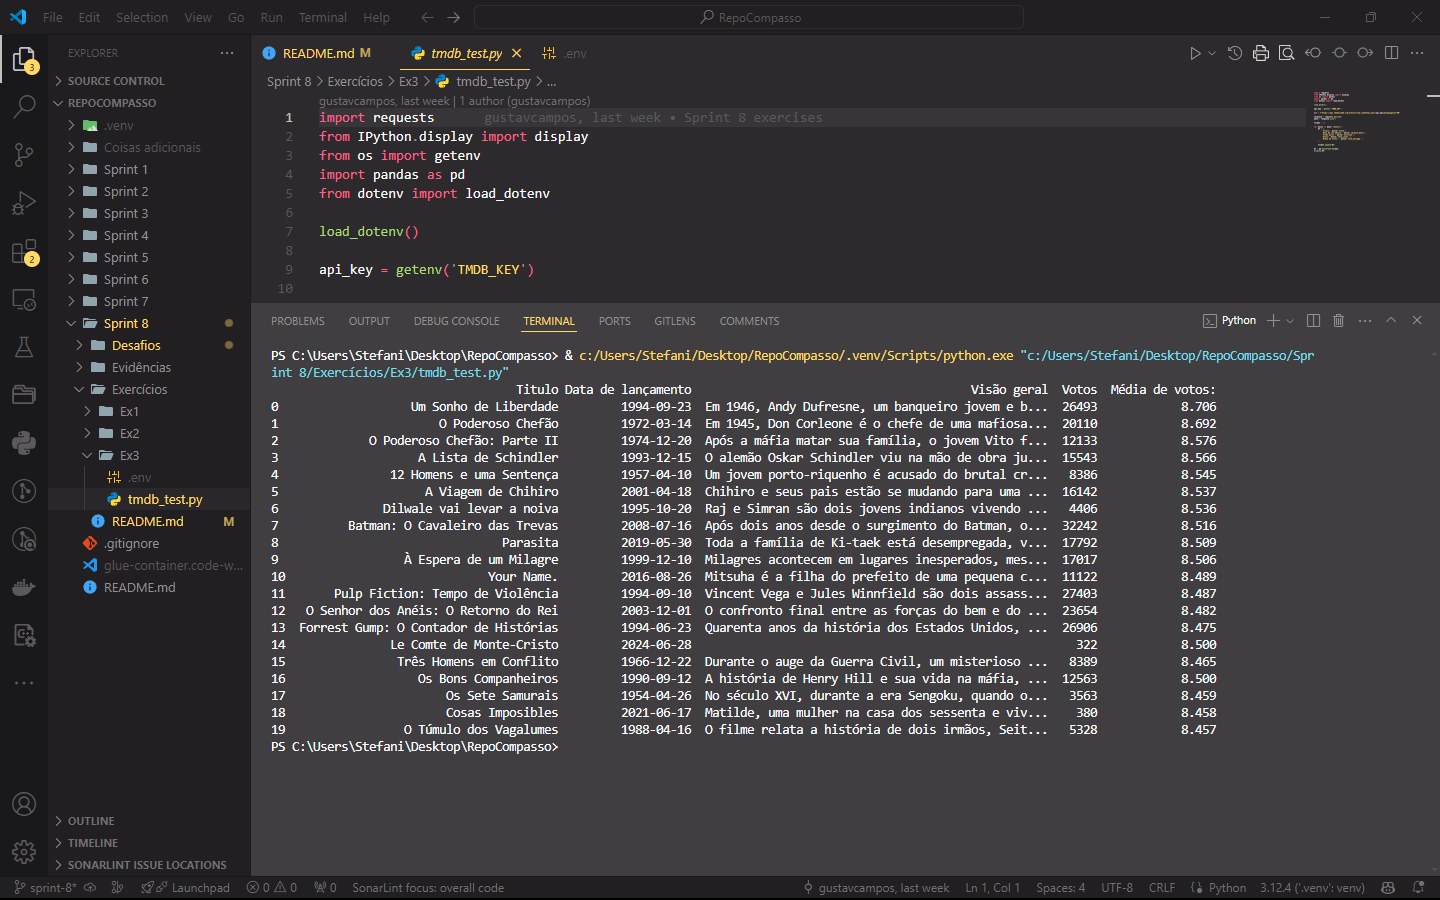 File Edit Selection View Go Run Terminal Help RepoCompasso
EXPLORER
SOURCE CONTROL
REPOCOMPASSO
.venv
Coisas adicionais
Sprint 1
Sprint 2
Sprint 3
Sprint 4
Sprint 5
Sprint 6
Sprint 7
Sprint 8
Desafios
Evidências
Exercícios
Ex1
Ex2
Ex3
.env
tmdb_test.py
README.md M
.gitignore
glue-container.code-w...
README.md
OUTLINE
TIMELINE
SONARLINT ISSUE LOCATIONS
3
2
README.md M tmdb_test.py .env
Sprint 8 > Exercícios > Ex3 > tmdb_test.py > ...
gustavcampos, last week | 1 author (gustavcampos)
1 import requests gustavcampos, last week • Sprint 8 exercises
2 from IPython.display import display
3 from os import getenv
4 import pandas as pd
5 from dotenv import load_dotenv
6
7 load_dotenv()
8
9 api_key = getenv('TMDB_KEY')
10
PROBLEMS OUTPUT DEBUG CONSOLE TERMINAL PORTS GITLENS COMMENTS Python
PS C:\Users\Stefani\Desktop\RepoCompasso> & c:/Users/Stefani/Desktop/RepoCompasso/.venv/Scripts/python.exe "c:/Users/Stefani/Desktop/RepoCompasso/Spr
int 8/Exercícios/Ex3/tmdb_test.py"
Titulo Data de lançamento Visão geral Votos Média de votos:
0 Um Sonho de Liberdade 1994-09-23 Em 1946, Andy Dufresne, um banqueiro jovem e b... 26493 8.706
1 O Poderoso Chefão 1972-03-14 Em 1945, Don Corleone é o chefe de uma mafiosa... 20110 8.692
2 O Poderoso Chefão: Parte II 1974-12-20 Após a máfia matar sua família, o jovem Vito f... 12133 8.576
3 A Lista de Schindler 1993-12-15 O alemão Oskar Schindler viu na mão de obra ju... 15543 8.566
4 12 Homens e uma Sentença 1957-04-10 Um jovem porto-riquenho é acusado do brutal cr... 8386 8.545
5 A Viagem de Chihiro 2001-04-18 Chihiro e seus pais estão se mudando para uma ... 16142 8.537
6 Dilwale vai levar a noiva 1995-10-20 Raj e Simran são dois jovens indianos vivendo ... 4406 8.536
7 Batman: O Cavaleiro das Trevas 2008-07-16 Após dois anos desde o surgimento do Batman, o... 32242 8.516
8 Parasita 2019-05-30 Toda a família de Ki-taek está desempregada, v... 17792 8.509
9 À Espera de um Milagre 1999-12-10 Milagres acontecem em lugares inesperados, mes... 17017 8.506
10 Your Name. 2016-08-26 Mitsuha é a filha do prefeito de uma pequena c... 11122 8.489
11 Pulp Fiction: Tempo de Violência 1994-09-10 Vincent Vega e Jules Winnfield são dois assass... 27403 8.487
12 O Senhor dos Anéis: O Retorno do Rei 2003-12-01 O confronto final entre as forças do bem e do ... 23654 8.482
13 Forrest Gump: O Contador de Histórias 1994-06-23 Quarenta anos da história dos Estados Unidos, ... 26906 8.475
14 Le Comte de Monte-Cristo 2024-06-28 322 8.500
15 Três Homens em Conflito 1966-12-22 Durante o auge da Guerra Civil, um misterioso ... 8389 8.465
16 Os Bons Companheiros 1990-09-12 A história de Henry Hill e sua vida na máfia, ... 12563 8.500
17 Os Sete Samurais 1954-04-26 No século XVI, durante a era Sengoku, quando o... 3563 8.459
18 Cosas Imposibles 2021-06-17 Matilde, uma mulher na casa dos sessenta e viv... 380 8.458
19 O Túmulo dos Vagalumes 1988-04-16 O filme relata a história de dois irmãos, Seit... 5328 8.457
PS C:\Users\Stefani\Desktop\RepoCompasso>
sprint-8* Launchpad 0 0 0 SonarLint focus: overall code gustavcampos, last week Ln 1, Col 1 Spaces: 4 UTF-8 CRLF Python 3.12.4 ('.venv': venv)